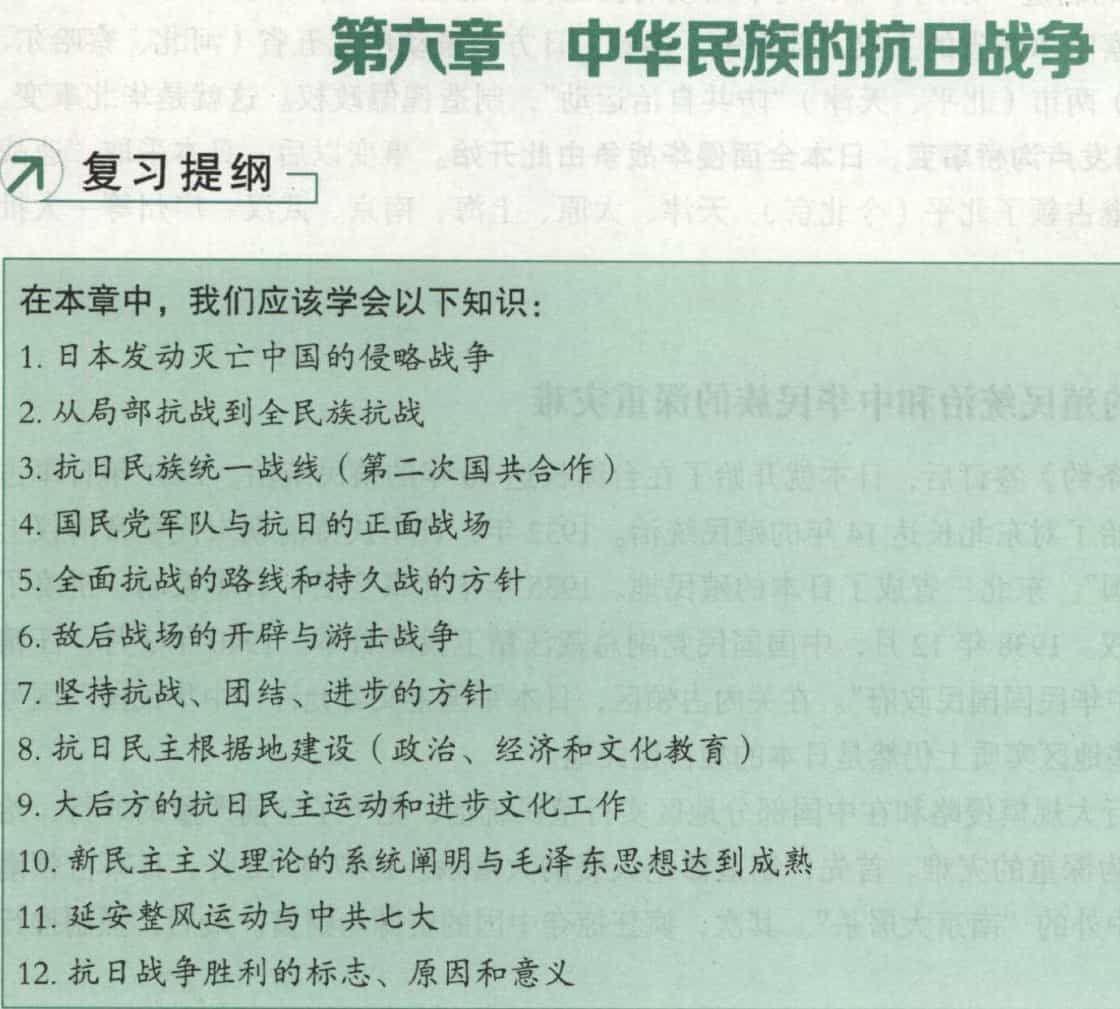 第六章 中华民族的抗日战争
复习提纲
在本章中，我们应该学会以下知识：
1. 日本发动灭亡中国的侵略战争
2. 从局部抗战到全民族抗战
3. 抗日民族统一战线（第二次国共合作）
4. 国民党军队与抗日的正面战场
5. 全面抗战的路线和持久战的方针
6. 敌后战场的开辟与游击战争
7. 坚持抗战、团结、进步的方针
8. 抗日民主根据地建设（政治、经济和文化教育）
9. 大后方的抗日民主运动和进步文化工作
10. 新民主主义理论的系统阐明与毛泽东思想达到成熟
11. 延安整风运动与中共七大
12. 抗日战争胜利的标志、原因和意义